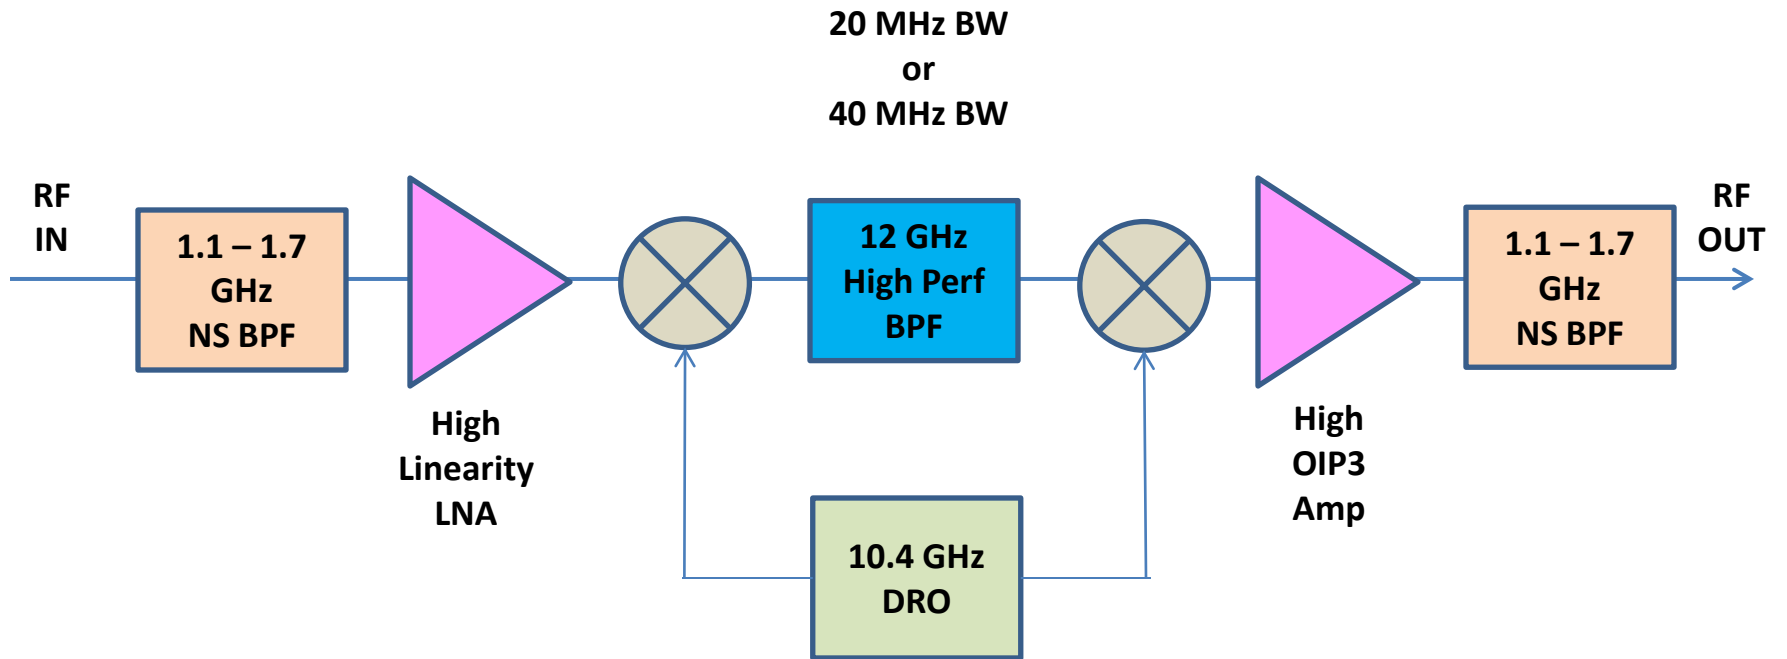 20 MHz BW
or
40 MHz BW
RF
IN
1.1 – 1.7
GHz
NS BPF
High
Linearity
LNA
12 GHz
High Perf
BPF
10.4 GHz
DRO
High
OIP3
Amp
1.1 – 1.7
GHz
NS BPF
RF
OUT